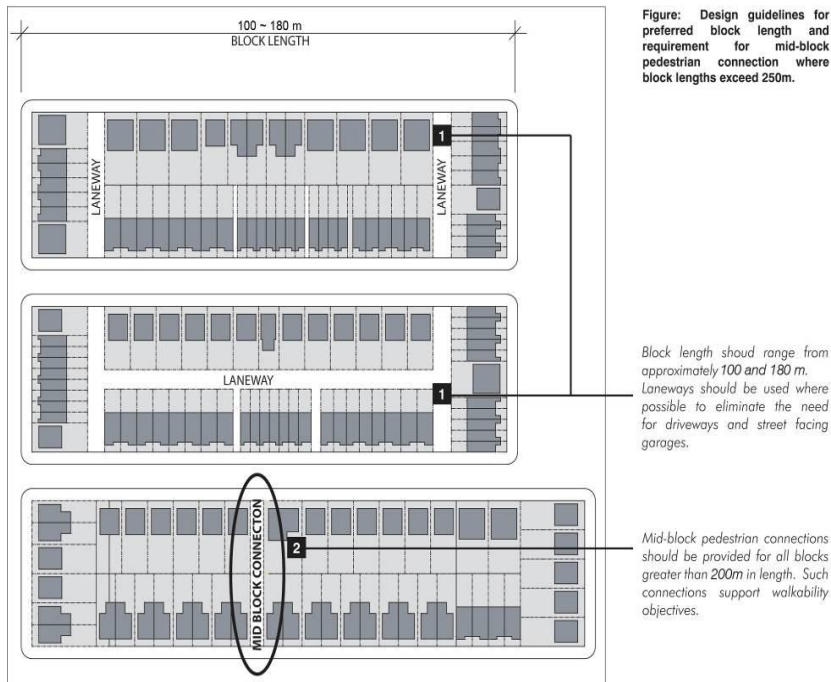 100 ~ 180 m
BLOCK LENGTH
Figure: Design guidelines for
preferred block length and
requirement for mid-block
pedestrian connection where
block lengths exceed 250m.
LANEWAY
1
LANEWAY
LANEWAY
1
Block length shoud range from
approximately 100 and 180 m.
Laneways should be used where
possible to eliminate the need
for driveways and street facing
garages.
MID BLOCK CONNECTON
2
Mid-block pedestrian connections
should be provided for all blocks
greater than 200m in length. Such
connections support walkability
objectives.